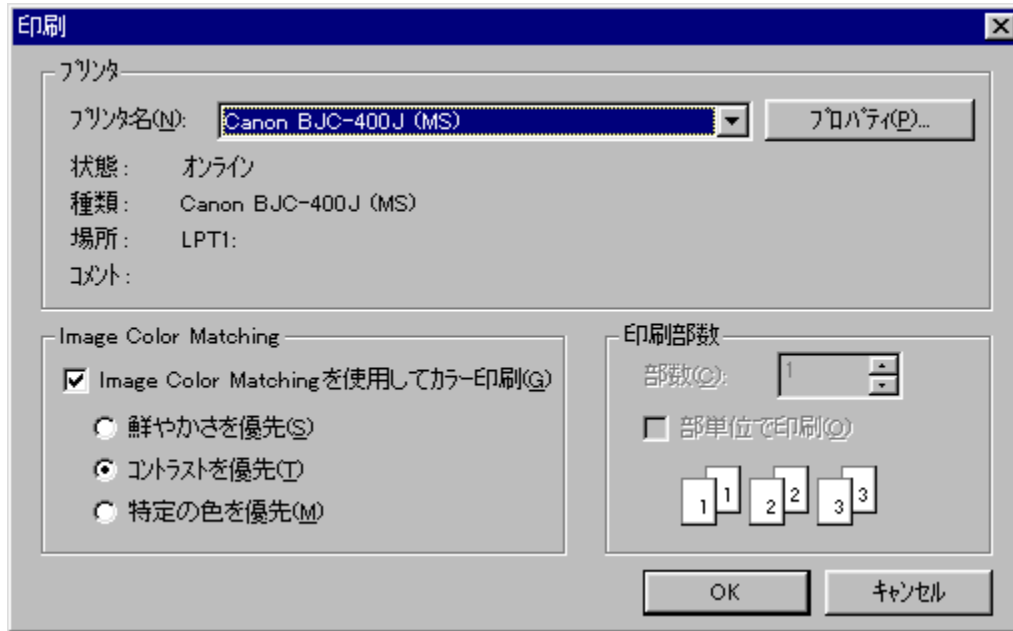 印刷
プリンタ
プリンタ名(N): Canon BJC-400J (MS) プロパティ(P)...
状態: オンライン
種類: Canon BJC-400J (MS)
場所: LPT1:
コメント:
Image Color Matching
Image Color Matchingを使用してカラー印刷(G)
鮮やかさを優先(S)
コントラストを優先(T)
特定の色を優先(M)
印刷部数
部数(C): 1
部単位で印刷(O)
1 1 2 2 3 3
OK キャンセル